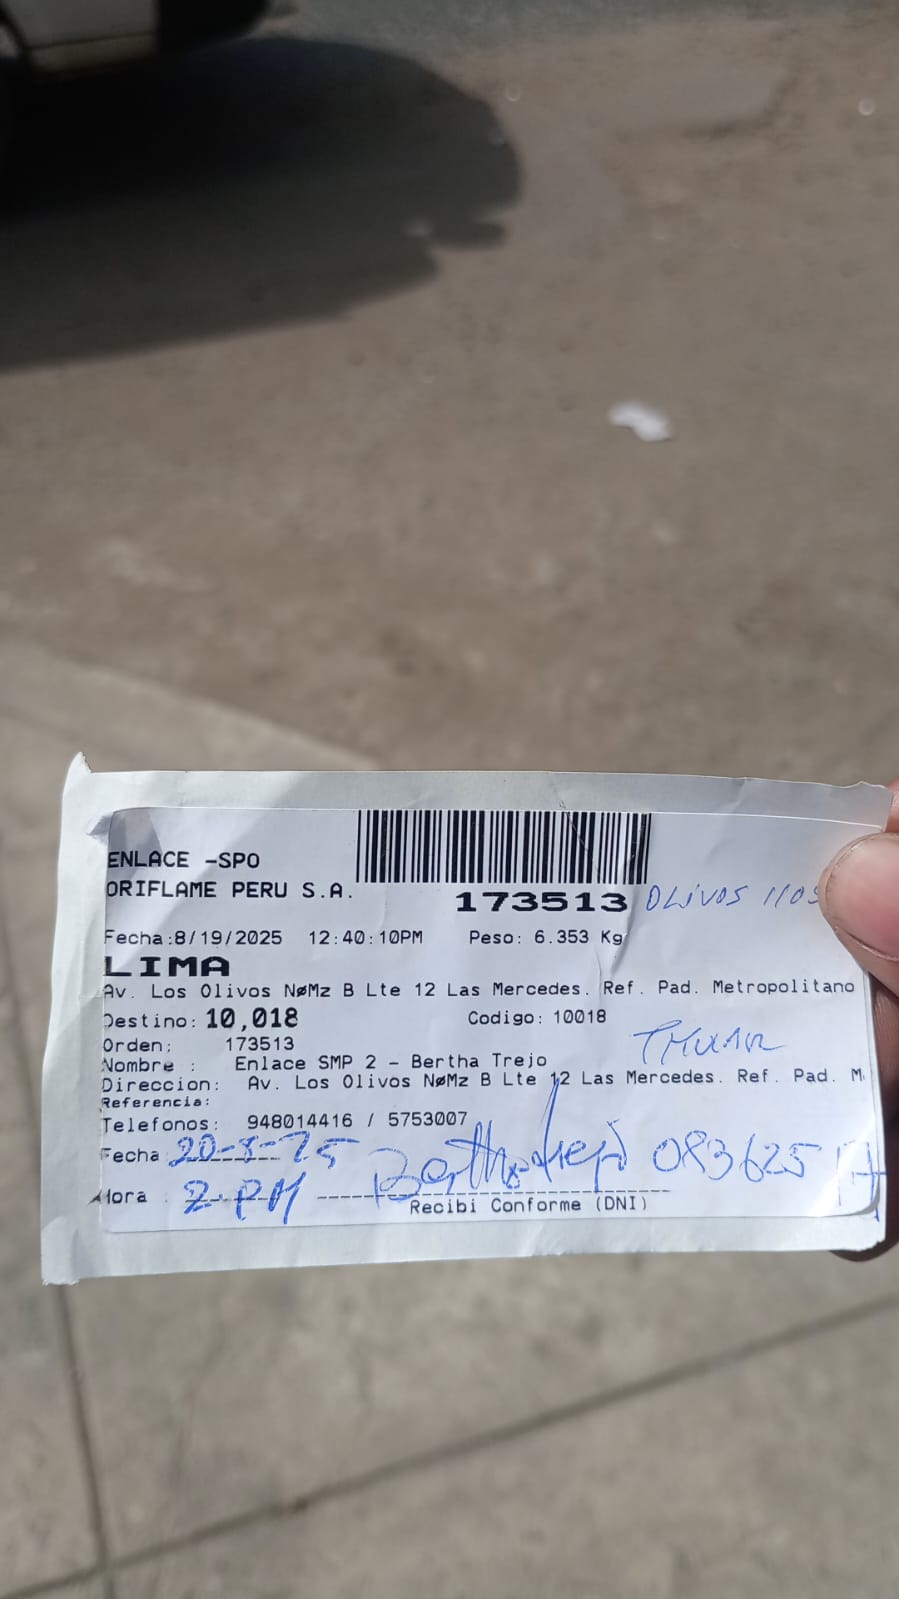 ENLACE -SPO
ORIFLAME PERU S.A.
173513 OLIVOS
Fecha:8/19/2025 12:40:10PM Peso: 6.353 Kg
LIMA
Av. Los Olivos NøMz B Lte 12 Las Mercedes. Ref. Pad. Metropolitano
Destino: 10,018 Codigo: 10018
Orden: 173513
Nombre : Enlace SMP 2 - Bertha Trejo
Direccion: Av. Los Olivos NøMz B Lte 12 Las Mercedes. Ref. Pad. M
Referencia:
Telefonos: 948014416 / 5753007
Fecha 20-8-25 Bertha Trejo
Hora : 2 PM
Recibi Conforme (DNI)